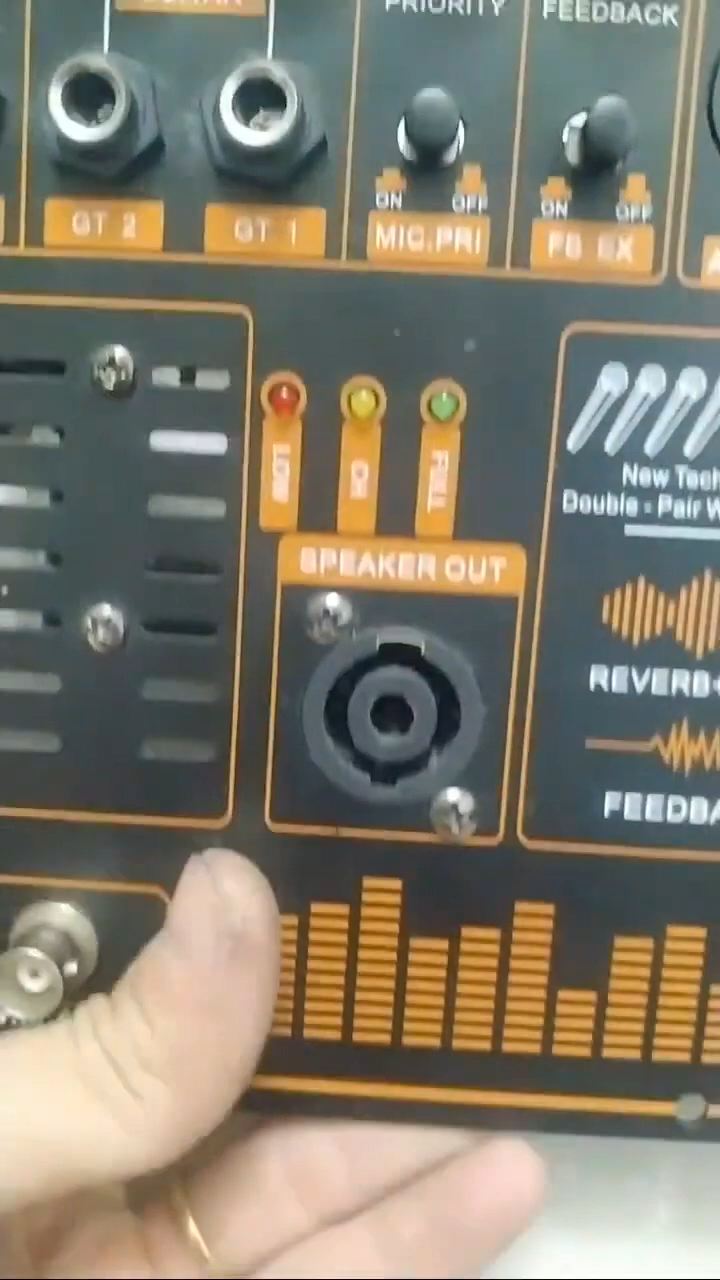 PRIORITY
FEEDBACK
ON
OFF
ON
OFF
GT 2
GT 1
MIC.PRI
FB EX
LOW
CH
FULL
New Tech
Double - Pair W
SPEAKER OUT
REVERB
FEEDBA